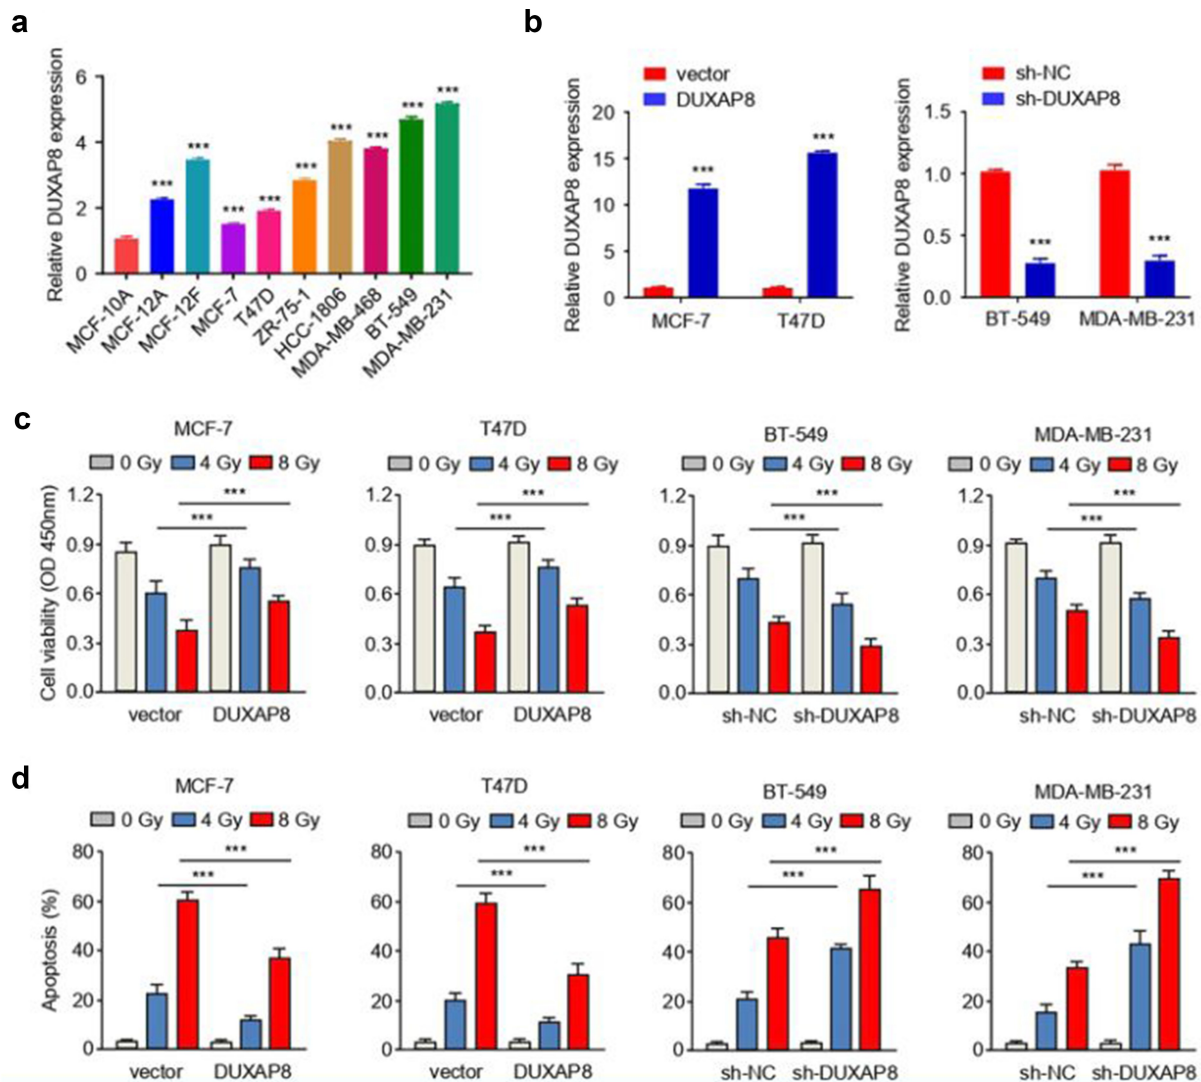 a
Relative DUXAP8 expression
6
4
2
0
***
***
***
***
***
***
***
***
***
MCF-10A
MCF-12A
MCF-12F
MCF-7
T47D
ZR-75-1
HCC-1806
MDA-MB-468
BT-549
MDA-MB-231
b
vector
DUXAP8
Relative DUXAP8 expression
20
15
10
5
0
***
***
MCF-7 T47D
sh-NC
sh-DUXAP8
Relative DUXAP8 expression
1.5
1.0
0.5
0.0
***
***
BT-549 MDA-MB-231
c
MCF-7
0 Gy 4 Gy 8 Gy
Cell viability (OD 450nm)
1.2
0.9
0.6
0.3
0.0
***
***
vector DUXAP8
T47D
0 Gy 4 Gy 8 Gy
1.2
0.9
0.6
0.3
0.0
***
***
vector DUXAP8
BT-549
0 Gy 4 Gy 8 Gy
1.2
0.9
0.6
0.3
0.0
***
***
sh-NC sh-DUXAP8
MDA-MB-231
0 Gy 4 Gy 8 Gy
1.2
0.9
0.6
0.3
0.0
***
***
sh-NC sh-DUXAP8
d
MCF-7
0 Gy 4 Gy 8 Gy
Apoptosis (%)
80
60
40
20
0
***
***
vector DUXAP8
T47D
0 Gy 4 Gy 8 Gy
80
60
40
20
0
***
***
vector DUXAP8
BT-549
0 Gy 4 Gy 8 Gy
80
60
40
20
0
***
***
sh-NC sh-DUXAP8
MDA-MB-231
0 Gy 4 Gy 8 Gy
80
60
40
20
0
***
***
sh-NC sh-DUXAP8